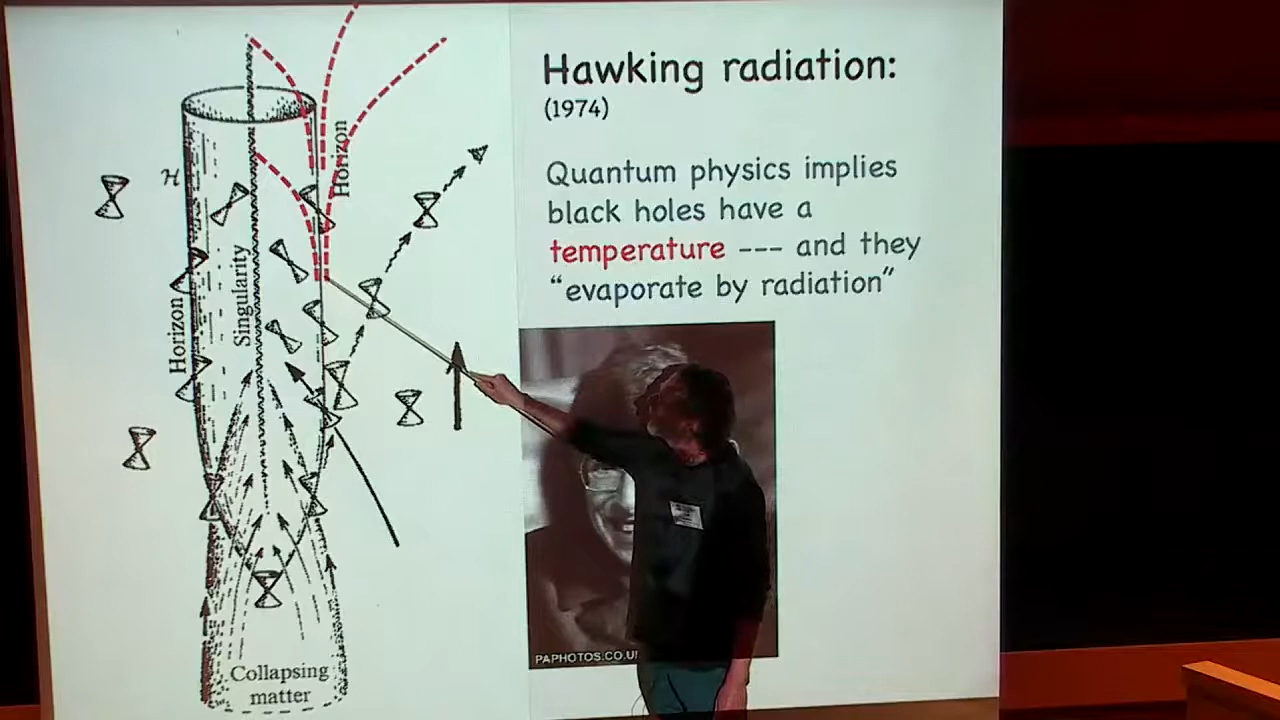 Hawking radiation:
(1974)
Quantum physics implies
black holes have a
temperature --- and they
“evaporate by radiation”
Horizon
H
Singularity
Horizon
Collapsing
matter
PAPHOTOS.CO.U